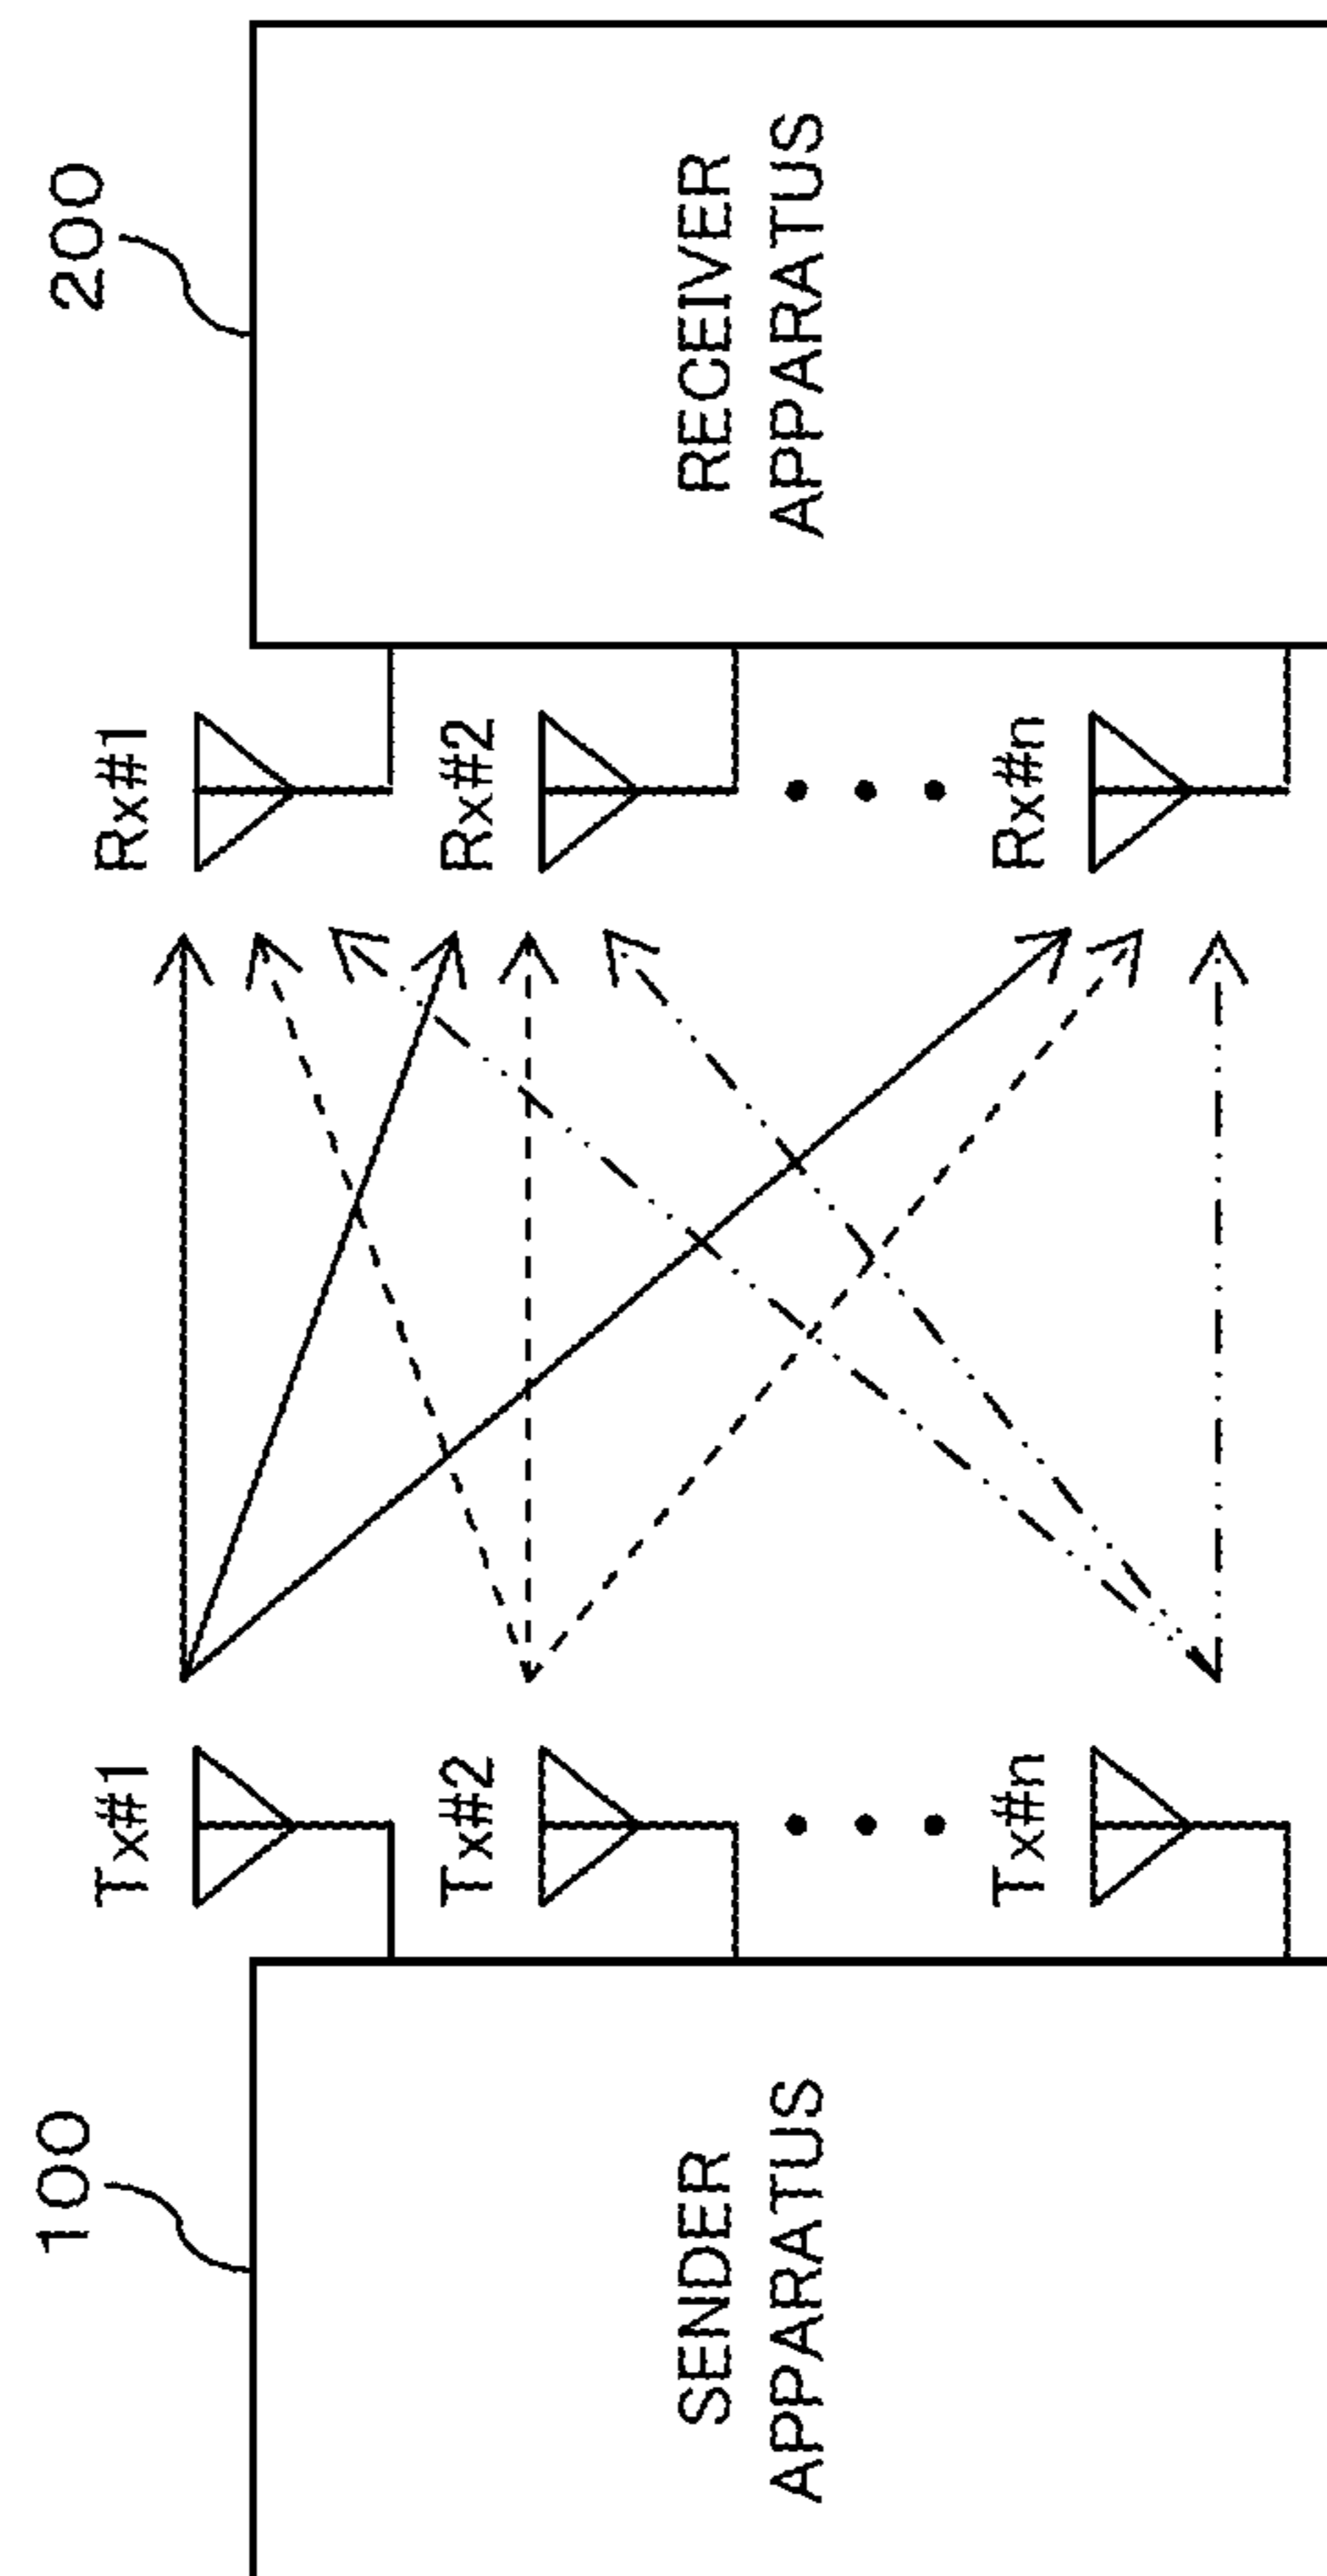 100
200
Tx#1
Rx#1
Tx#2
Rx#2
SENDER
APPARATUS
RECEIVER
APPARATUS
Tx#n
Rx#n